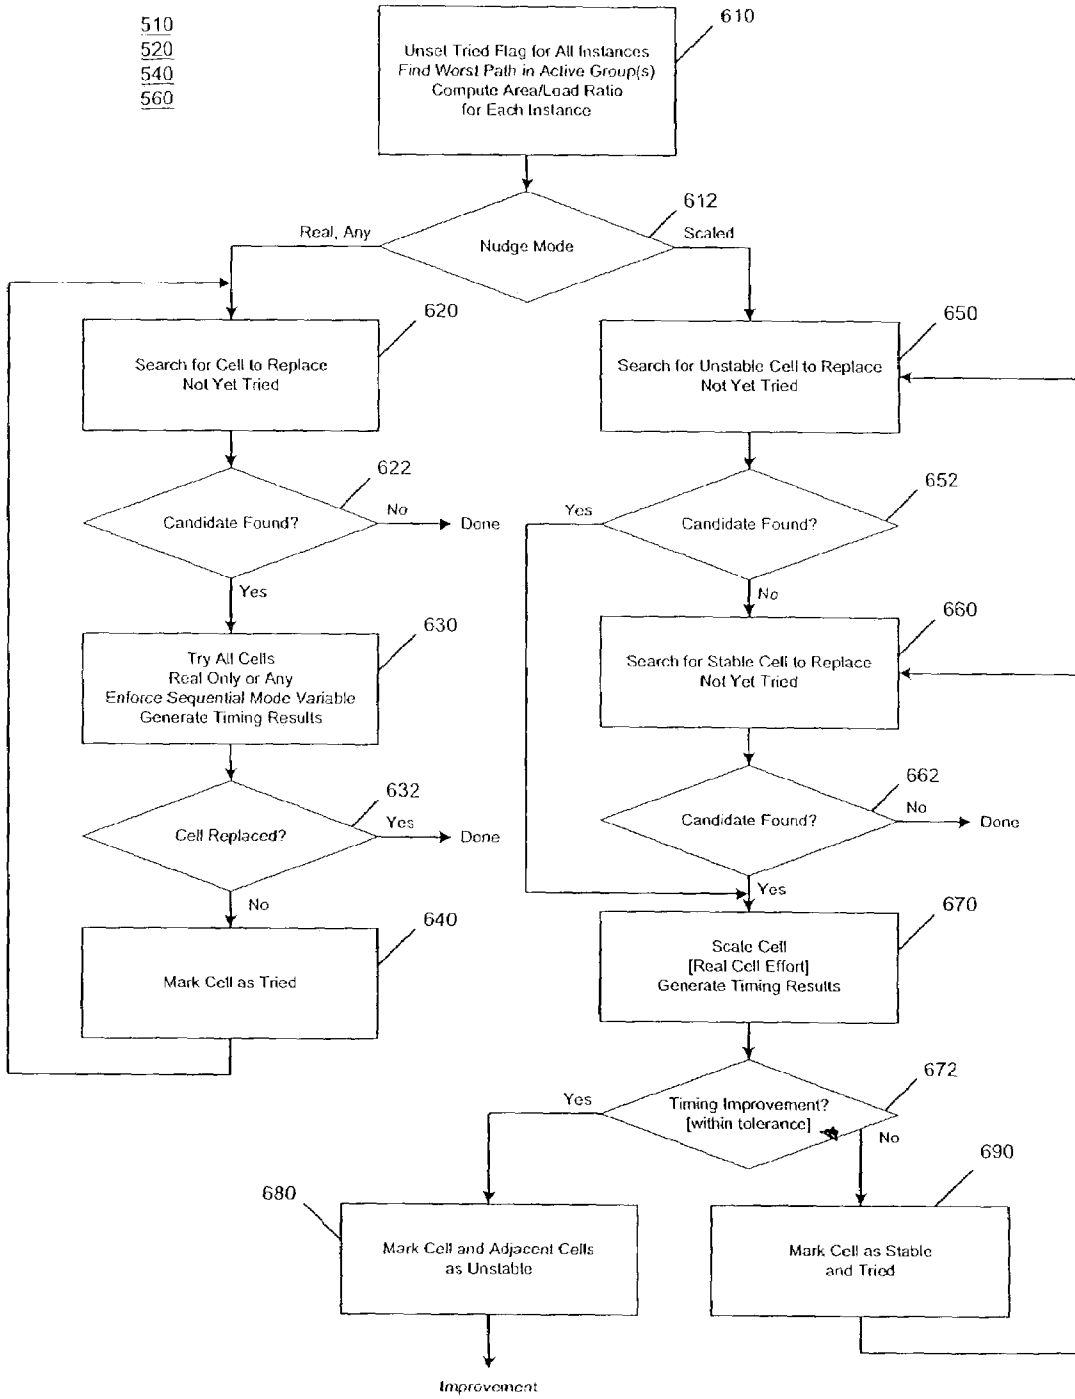 510
520
540
560
610
Unset Tried Flag for All Instances
Find Worst Path in Active Group(s)
Compute Area/Load Ratio
for Each Instance
612
Real, Any
Nudge Mode
Scaled
620
Search for Cell to Replace
Not Yet Tried
622
Candidate Found?
No
Done
Yes
630
Try All Cells
Real Only or Any
Enforce Sequential Mode Variable
Generate Timing Results
632
Cell Replaced?
Yes
Done
No
640
Mark Cell as Tried
650
Search for Unstable Cell to Replace
Not Yet Tried
652
Yes
Candidate Found?
No
660
Search for Stable Cell to Replace
Not Yet Tried
662
Candidate Found?
No
Done
Yes
670
Scale Cell
[Real Cell Effort]
Generate Timing Results
672
Yes
Timing Improvement?
[within tolerance]
No
680
Mark Cell and Adjacent Cells
as Unstable
Improvement
690
Mark Cell as Stable
and Tried